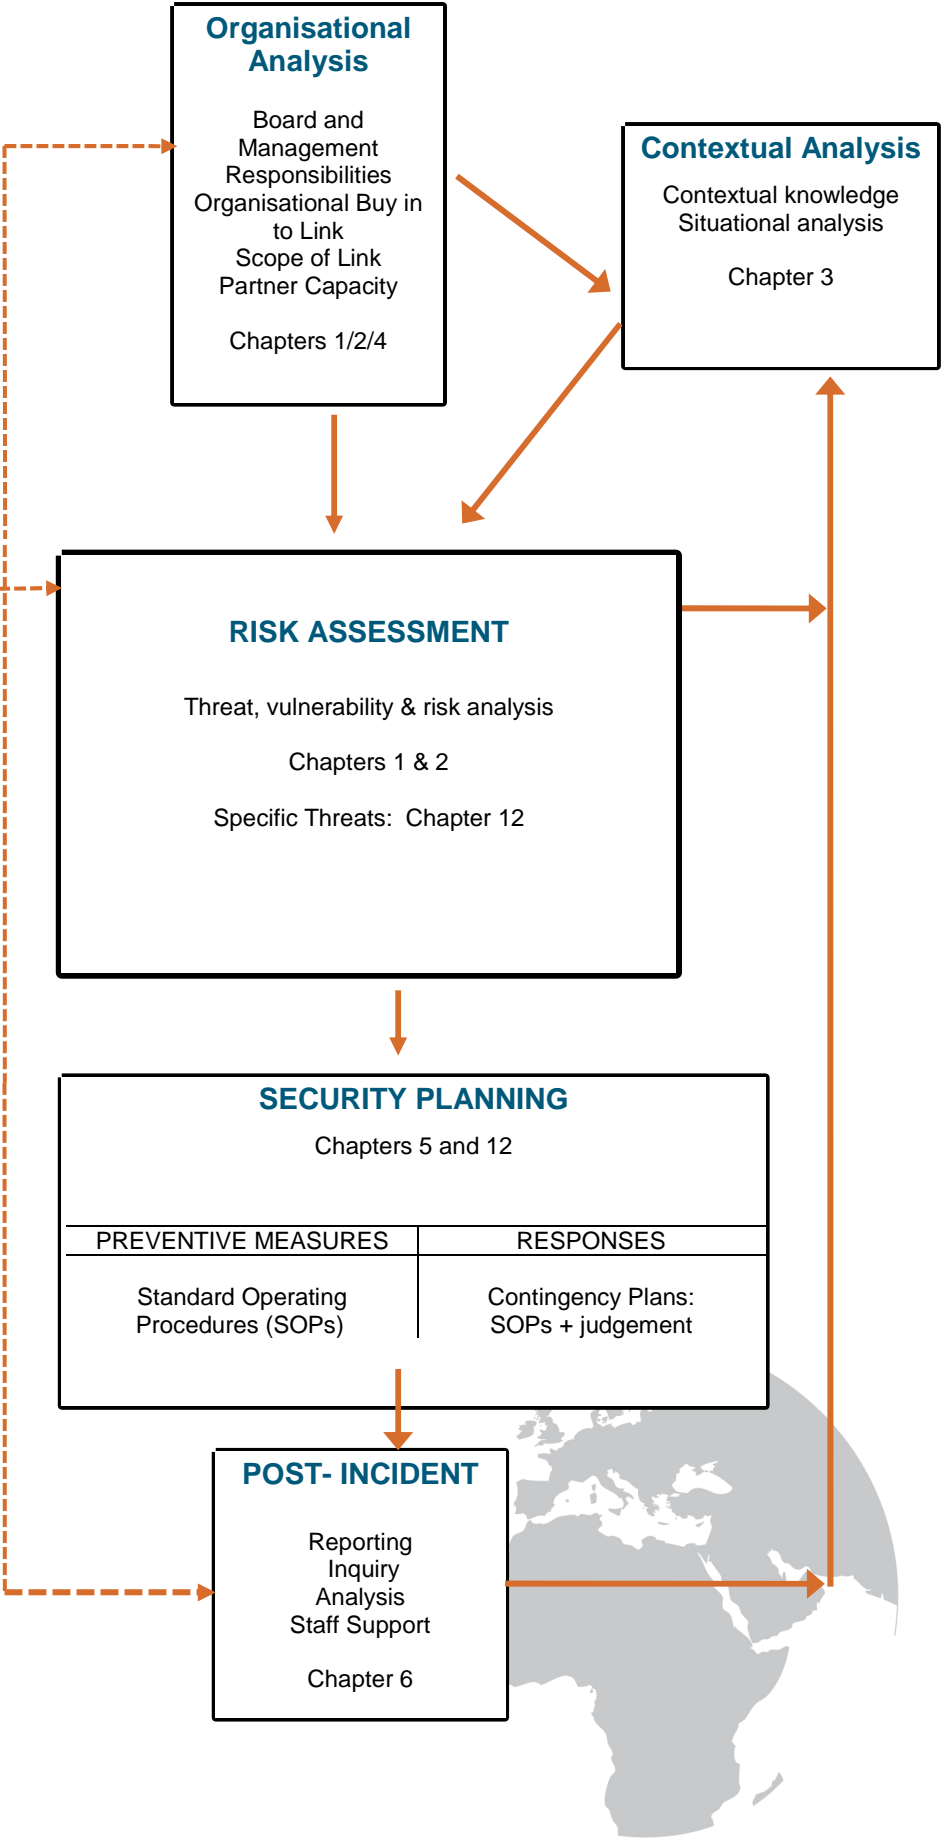 Organisational
Analysis
Board and
Management
Responsibilities
Organisational Buy in
to Link
Scope of Link
Partner Capacity
Chapters 1/2/4
Contextual Analysis
Contextual knowledge
Situational analysis
Chapter 3
RISK ASSESSMENT
Threat, vulnerability & risk analysis
Chapters 1 & 2
Specific Threats:  Chapter 12
SECURITY PLANNING
Chapters 5 and 12
PREVENTIVE MEASURES
RESPONSES
Standard Operating
Procedures (SOPs)
Contingency Plans:
SOPs + judgement
POST- INCIDENT
Reporting
Inquiry
Analysis
Staff Support
Chapter 6